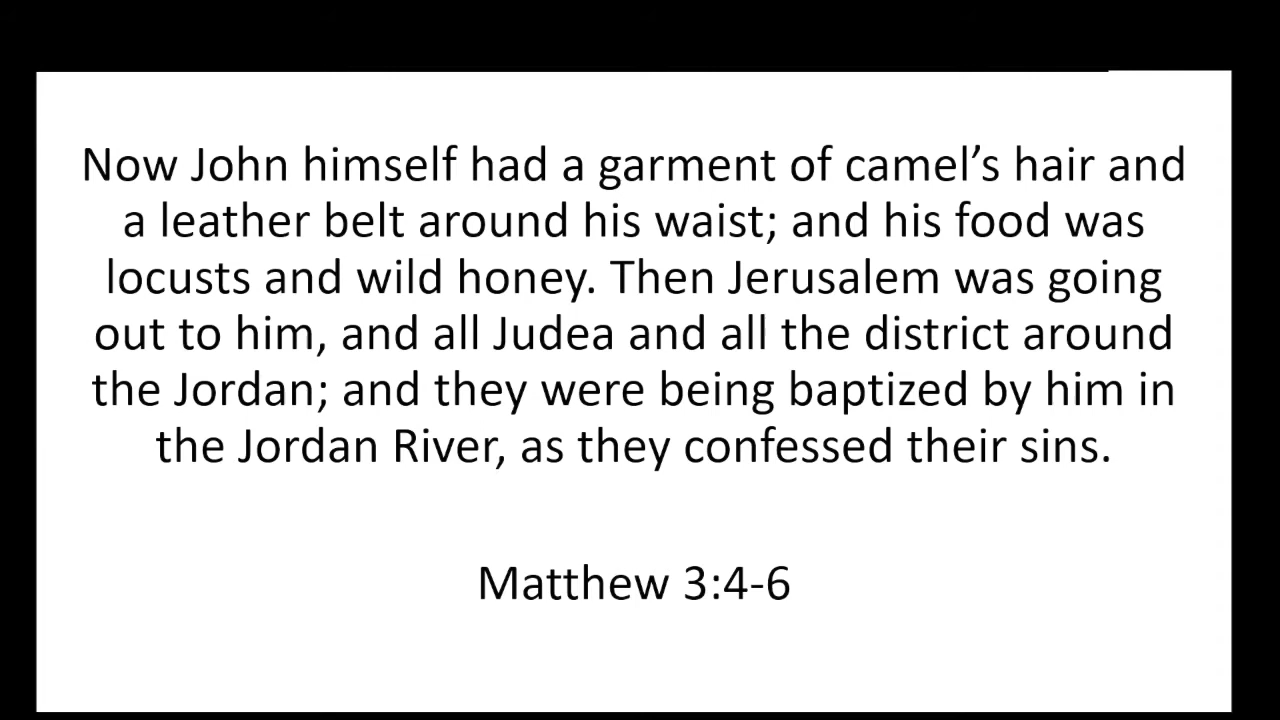 Now John himself had a garment of camel’s hair and
a leather belt around his waist; and his food was
locusts and wild honey. Then Jerusalem was going
out to him, and all Judea and all the district around
the Jordan; and they were being baptized by him in
the Jordan River, as they confessed their sins.
Matthew 3:4-6